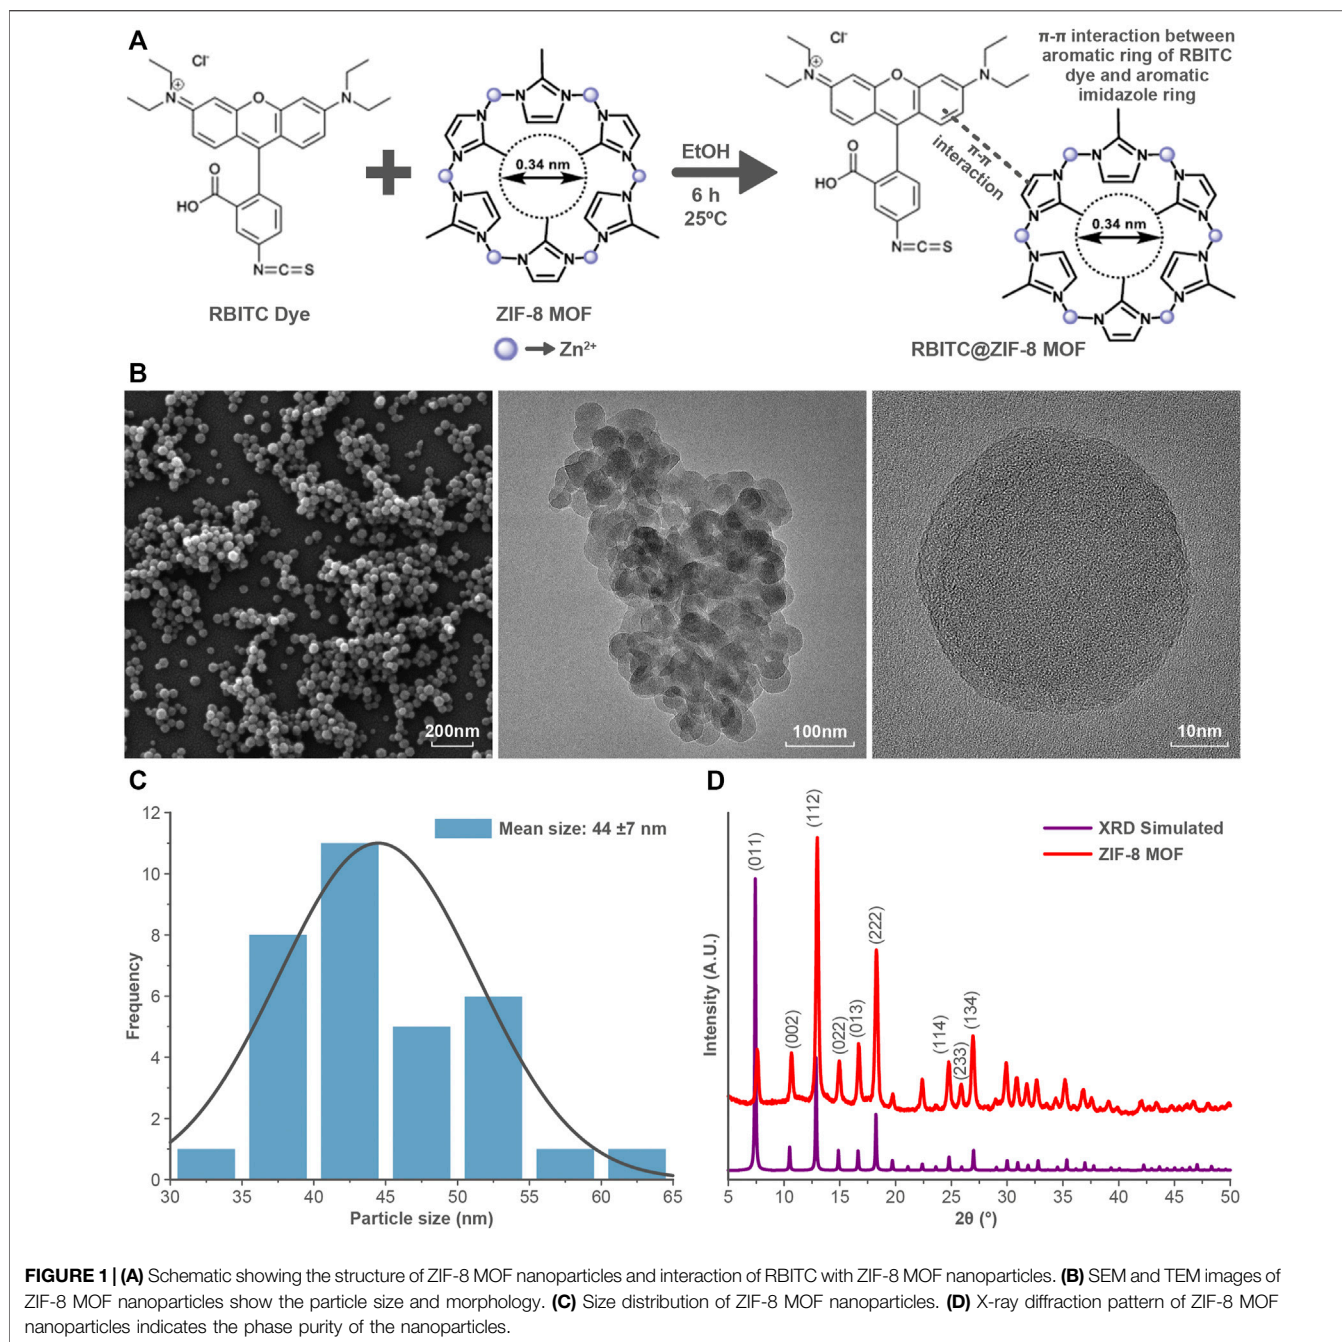 A
Cl⁻
N
⊕
O
N
O
HO
N=C=S
RBITC Dye
N
N
N
N
N
N
N
N
N
N
N
N
0.34 nm
ZIF-8 MOF
Zn²⁺
EtOH
6 h
25ºC
Cl⁻
N
⊕
O
N
O
HO
N=C=S
π-π interaction between
aromatic ring of RBITC
dye and aromatic
imidazole ring
π-π
interaction
N
N
N
N
N
N
N
N
N
N
N
N
0.34 nm
RBITC@ZIF-8 MOF
B
200nm
100nm
10nm
C
Mean size: 44 ±7 nm
Frequency
12
10
8
6
4
2
0
30 35 40 45 50 55 60 65
Particle size (nm)
D
XRD Simulated
ZIF-8 MOF
Intensity (A.U.)
(011)
(002)
(112)
(022)
(013)
(222)
(114)
(233)
(134)
5 10 15 20 25 30 35 40 45 50
2θ (°)
FIGURE 1 | (A) Schematic showing the structure of ZIF-8 MOF nanoparticles and interaction of RBITC with ZIF-8 MOF nanoparticles. (B) SEM and TEM images of
ZIF-8 MOF nanoparticles show the particle size and morphology. (C) Size distribution of ZIF-8 MOF nanoparticles. (D) X-ray diffraction pattern of ZIF-8 MOF
nanoparticles indicates the phase purity of the nanoparticles.